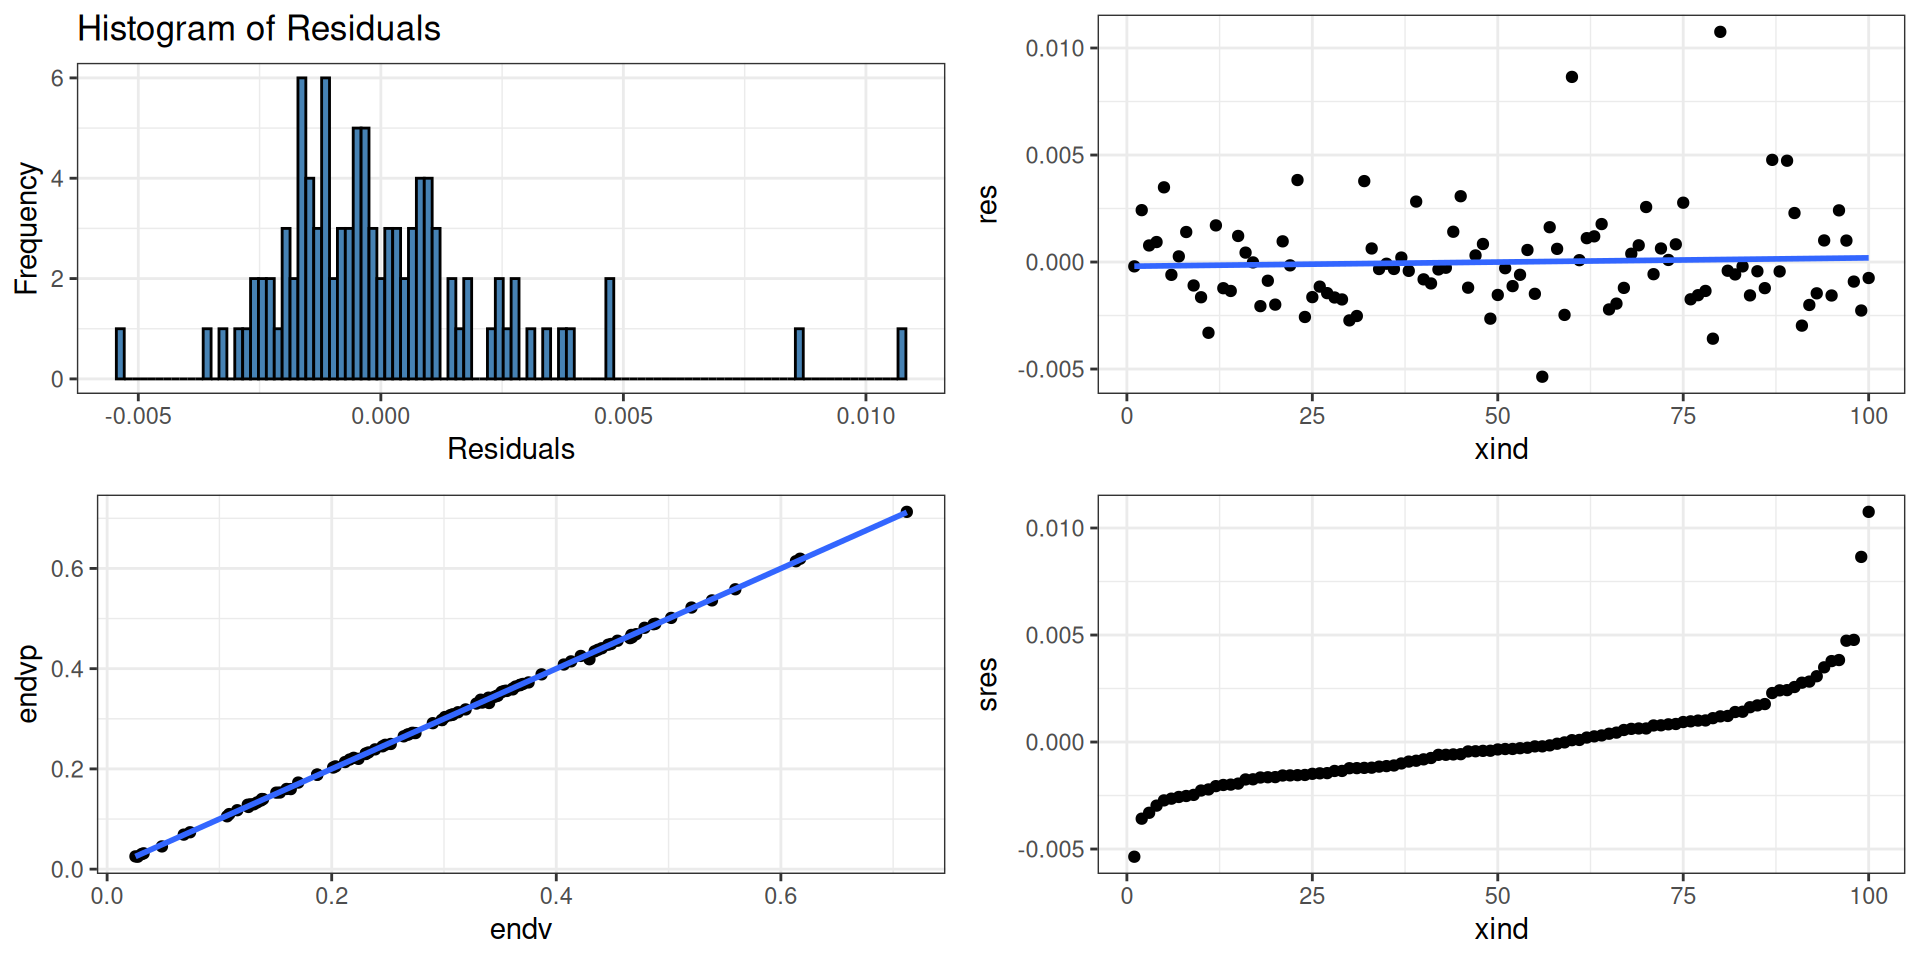 Histogram of Residuals
6
4
2
0
Frequency
-0.005 0.000 0.005 0.010
Residuals
0.010
0.005
0.000
-0.005
res
0 25 50 75 100
xind
0.6
0.4
0.2
0.0
endvp
0.0 0.2 0.4 0.6
endv
0.010
0.005
0.000
-0.005
sres
0 25 50 75 100
xind